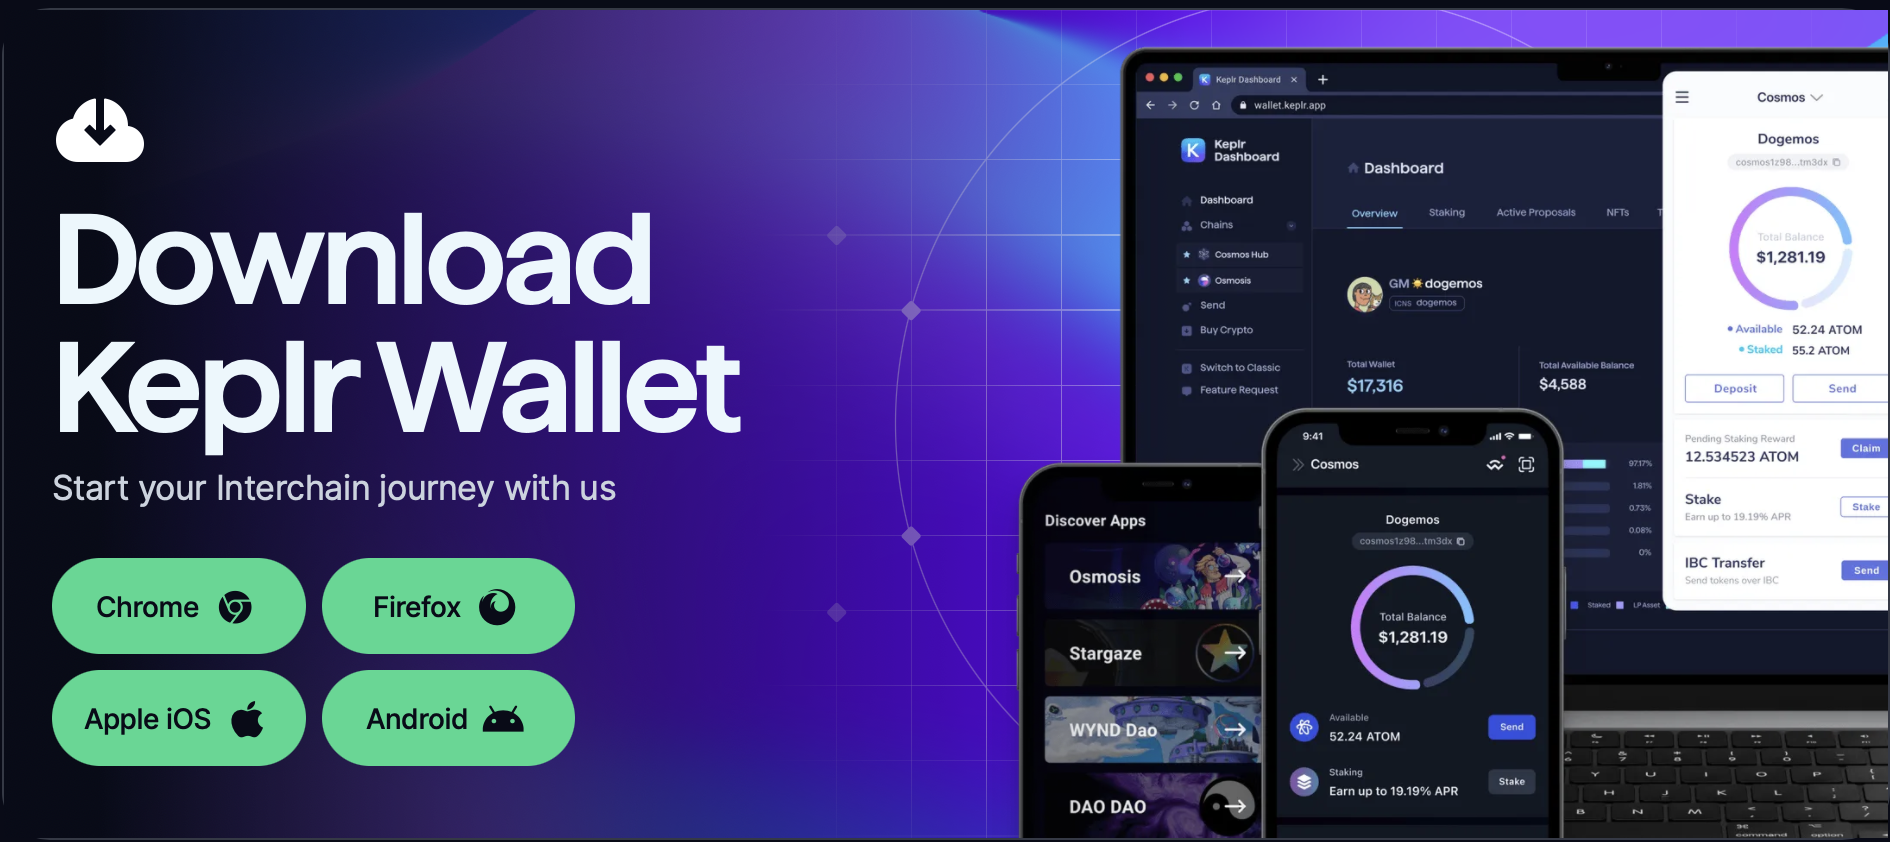 Download
Keplr Wallet
Start your Interchain journey with us
Chrome
Firefox
Apple iOS
Android
Keplr Dashboard
wallet.keplr.app
Keplr
Dashboard
Dashboard
Chains
Cosmos Hub
Osmosis
Send
Buy Crypto
Switch to Classic
Feature Request
Dashboard
Overview Staking Active Proposals NFTs T
GM dogemos
ICNS dogemos
Total Wallet
$17,316
Total Available Balance
$4,588
97.17%
1.81%
0.73%
0.08%
0%
Staked LP Asset
Cosmos
Dogemos
cosmos1z98...tm3dx
Total Balance
$1,281.19
Available 52.24 ATOM
Staked 55.2 ATOM
Deposit Send
Pending Staking Reward
12.534523 ATOM
Claim
Stake
Earn up to 19.19% APR
Stake
IBC Transfer
Send tokens over IBC
Send
Discover Apps
Osmosis
Stargaze
WYND Dao
DAO DAO
9:41
Cosmos
Dogemos
cosmos1z98...tm3dx
Total Balance
$1,281.19
Available
52.24 ATOM
Send
Staking
Earn up to 19.19% APR
Stake
6 7 8 9 0
Y U I O P
H J K L
B N M
command option